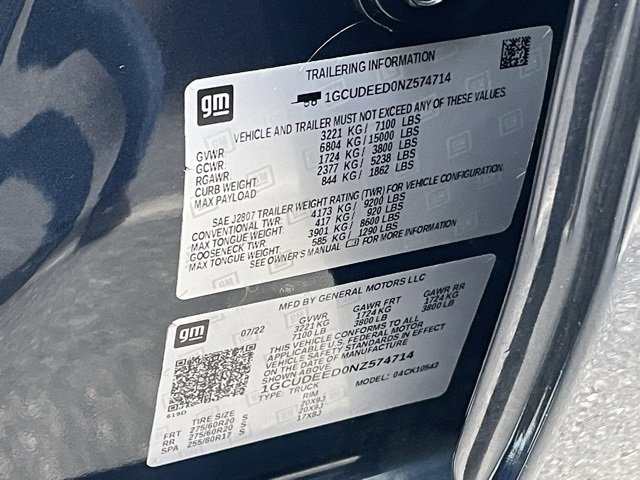 gm
TRAILERING INFORMATION
1GCUDEED0NZ574714
VEHICLE AND TRAILER MUST NOT EXCEED ANY OF THESE VALUES.
GVWR: 3221 KG/ 7100 LBS
GCWR: 6804 KG/ 15000 LBS
RGAWR: 1724 KG/ 3800 LBS
CURB WEIGHT: 2377 KG/ 5238 LBS
MAX PAYLOAD 844 KG/ 1862 LBS
SAE J2807 TRAILER WEIGHT RATING (TWR) FOR VEHICLE CONFIGURATION.
CONVENTIONAL TWR: 4173 KG/ 9200 LBS
MAX TONGUE WEIGHT: 417 KG/ 920 LBS
GOOSENECK TWR: 3901 KG/ 8600 LBS
MAX TONGUE WEIGHT: 585 KG/ 1290 LBS
SEE OWNER'S MANUAL FOR MORE INFORMATION
gm
MFD BY GENERAL MOTORS LLC
07/22 GVWR GAWR FRT GAWR RR
3221 KG 1724 KG 1724 KG
7100 LB 3800 LB 3800 LB
THIS VEHICLE CONFORMS TO ALL
APPLICABLE U.S. FEDERAL MOTOR
VEHICLE SAFETY STANDARDS IN EFFECT
ON THE DATE OF MANUFACTURE
SHOWN ABOVE
1GCUDEED0NZ574714
TYPE: TRUCK MODEL: 04CK10543
619D
TIRE SIZE RIM
FRT 275/60R20 S 20X9J
RR 275/60R20 S 20X9J
SPA 255/80R17 S 17X8J